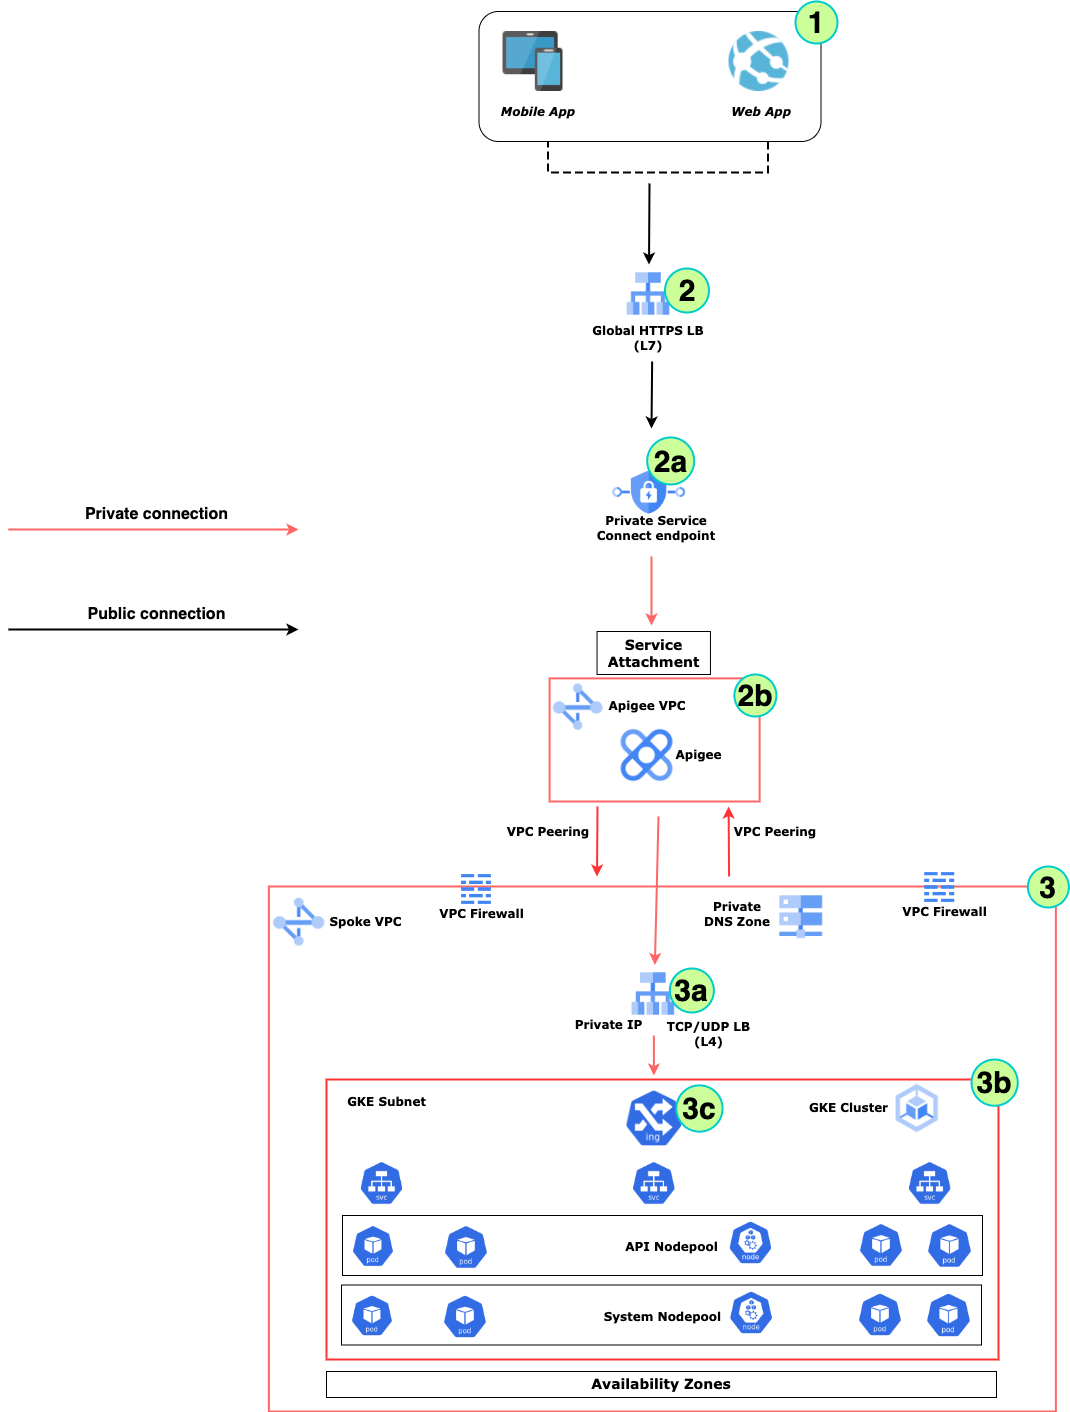 1
Mobile App
Web App
2
Global HTTPS LB
(L7)
2a
Private Service
Connect endpoint
Private connection
Public connection
Service
Attachment
2b
Apigee VPC
Apigee
VPC Peering
VPC Peering
3
Spoke VPC
VPC Firewall
Private
DNS Zone
VPC Firewall
3a
Private IP
TCP/UDP LB
(L4)
3b
GKE Subnet
3c
ing
GKE Cluster
svc
svc
svc
pod
pod
API Nodepool
node
pod
pod
pod
pod
System Nodepool
node
pod
pod
Availability Zones